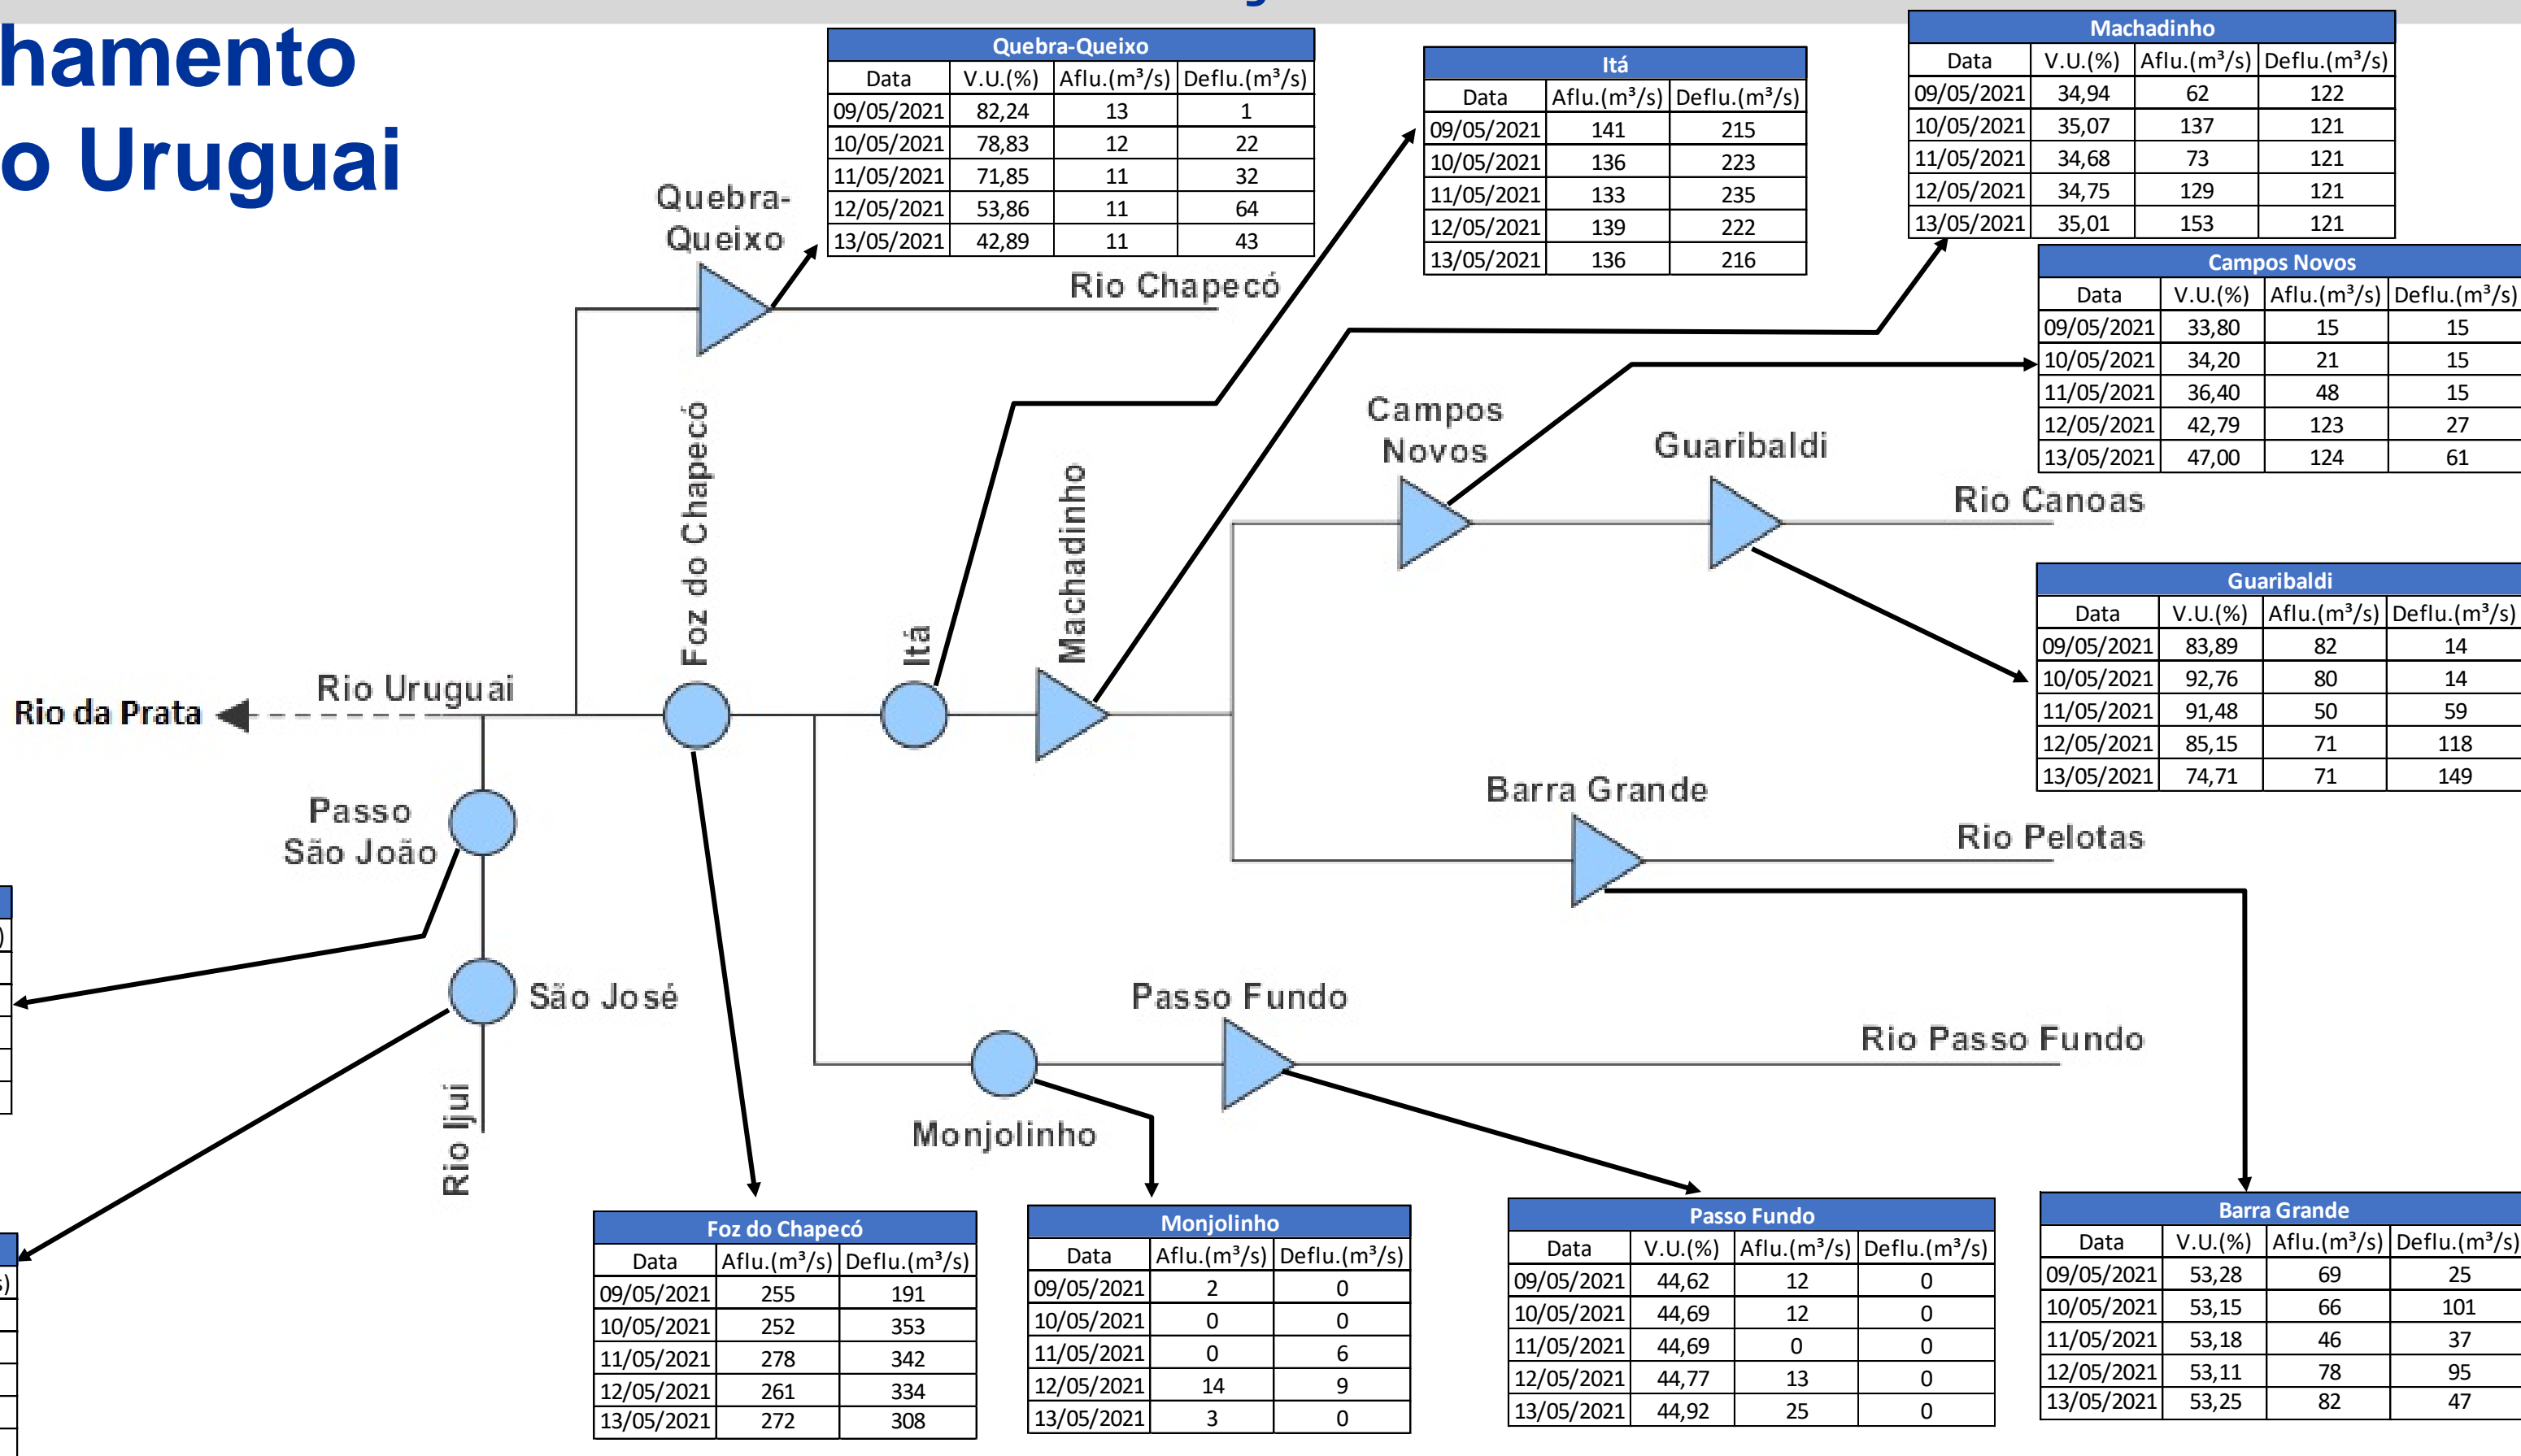 hamento
o Uruguai
Quebra-Queixo
Data V.U.(%) Aflu.(m³/s) Deflu.(m³/s)
09/05/2021 82,24 13 1
10/05/2021 78,83 12 22
11/05/2021 71,85 11 32
12/05/2021 53,86 11 64
13/05/2021 42,89 11 43
Itá
Data Aflu.(m³/s) Deflu.(m³/s)
09/05/2021 141 215
10/05/2021 136 223
11/05/2021 133 235
12/05/2021 139 222
13/05/2021 136 216
Machadinho
Data V.U.(%) Aflu.(m³/s) Deflu.(m³/s)
09/05/2021 34,94 62 122
10/05/2021 35,07 137 121
11/05/2021 34,68 73 121
12/05/2021 34,75 129 121
13/05/2021 35,01 153 121
Campos Novos
Data V.U.(%) Aflu.(m³/s) Deflu.(m³/s)
09/05/2021 33,80 15 15
10/05/2021 34,20 21 15
11/05/2021 36,40 48 15
12/05/2021 42,79 123 27
13/05/2021 47,00 124 61
Quebra-
Queixo
Rio Chapecó
Foz do Chapecó
Itá
Machadinho
Campos
Novos
Guaribaldi
Rio Canoas
Guaribaldi
Data V.U.(%) Aflu.(m³/s) Deflu.(m³/s)
09/05/2021 83,89 82 14
10/05/2021 92,76 80 14
11/05/2021 91,48 50 59
12/05/2021 85,15 71 118
13/05/2021 74,71 71 149
Rio Uruguai
Rio da Prata
Passo
São João
Barra Grande
Rio Pelotas
São José
Rio Ijui
Passo Fundo
Rio Passo Fundo
Monjolinho
Foz do Chapecó
Data Aflu.(m³/s) Deflu.(m³/s)
09/05/2021 255 191
10/05/2021 252 353
11/05/2021 278 342
12/05/2021 261 334
13/05/2021 272 308
Monjolinho
Data Aflu.(m³/s) Deflu.(m³/s)
09/05/2021 2 0
10/05/2021 0 0
11/05/2021 0 6
12/05/2021 14 9
13/05/2021 3 0
Passo Fundo
Data V.U.(%) Aflu.(m³/s) Deflu.(m³/s)
09/05/2021 44,62 12 0
10/05/2021 44,69 12 0
11/05/2021 44,69 0 0
12/05/2021 44,77 13 0
13/05/2021 44,92 25 0
Barra Grande
Data V.U.(%) Aflu.(m³/s) Deflu.(m³/s)
09/05/2021 53,28 69 25
10/05/2021 53,15 66 101
11/05/2021 53,18 46 37
12/05/2021 53,11 78 95
13/05/2021 53,25 82 47